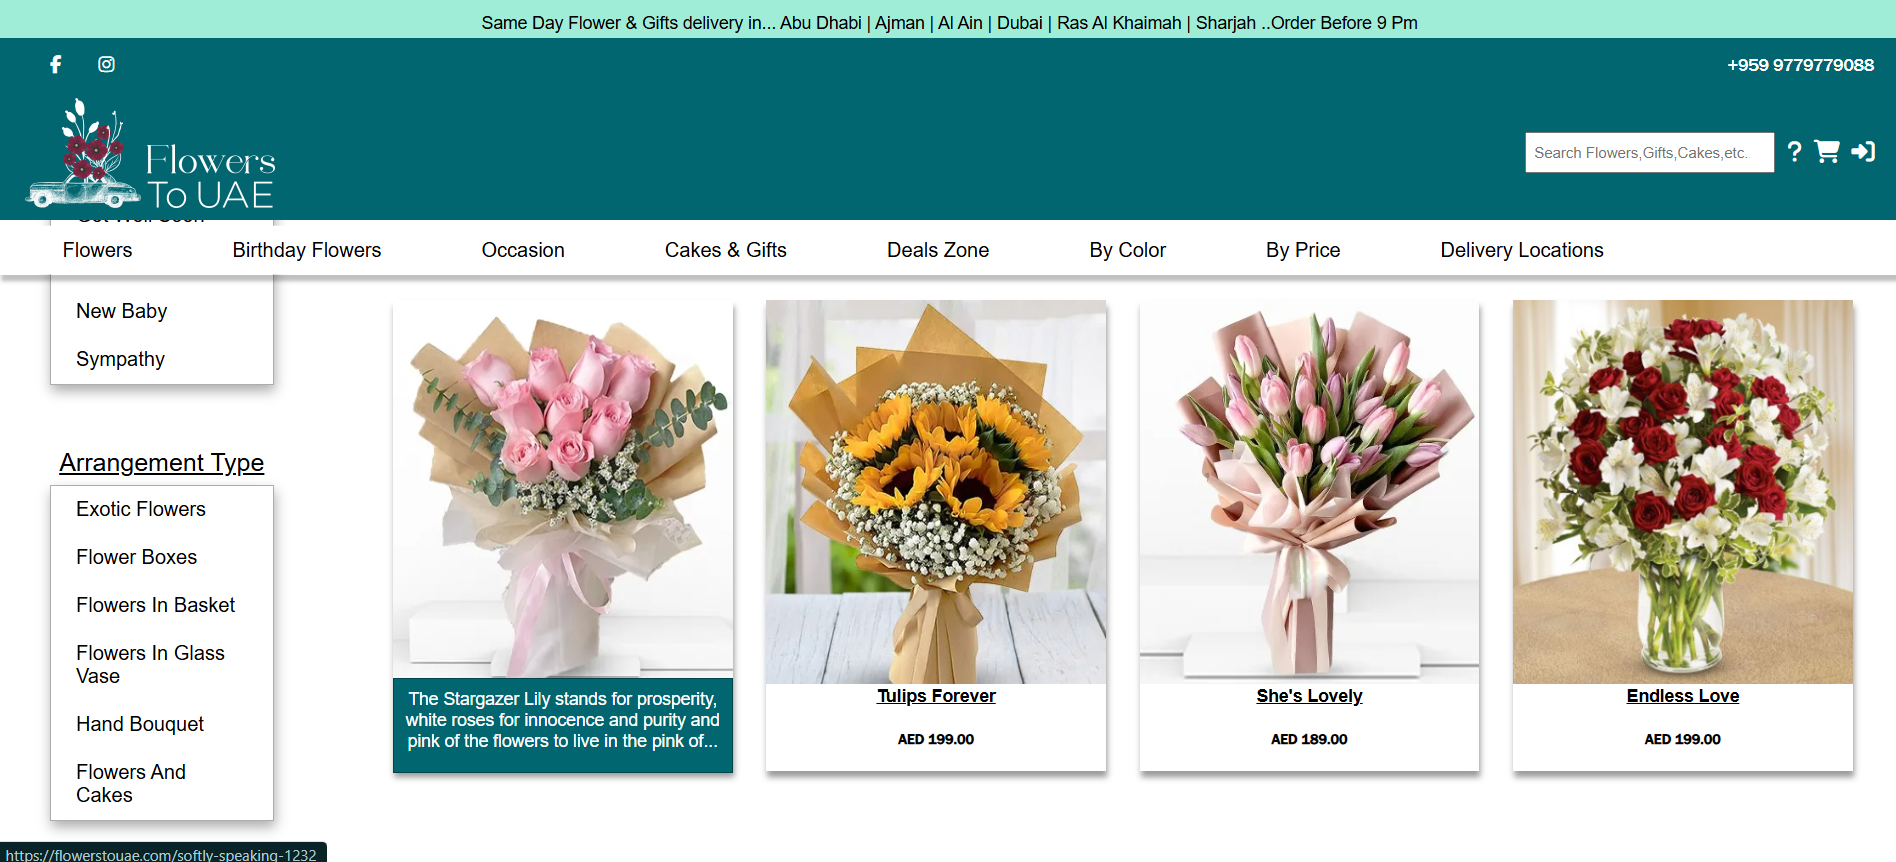 Same Day Flower & Gifts delivery in... Abu Dhabi | Ajman | Al Ain | Dubai | Ras Al Khaimah | Sharjah ..Order Before 9 Pm
+959 9779779088
Flowers
To UAE
Search Flowers,Gifts,Cakes,etc.
Flowers
Birthday Flowers
Occasion
Cakes & Gifts
Deals Zone
By Color
By Price
Delivery Locations
New Baby
Sympathy
Arrangement Type
Exotic Flowers
Flower Boxes
Flowers In Basket
Flowers In Glass
Vase
Hand Bouquet
Flowers And
Cakes
The Stargazer Lily stands for prosperity,
white roses for innocence and purity and
pink of the flowers to live in the pink of...
Tulips Forever
AED 199.00
She's Lovely
AED 189.00
Endless Love
AED 199.00
https://flowerstouae.com/softly-speaking-1232